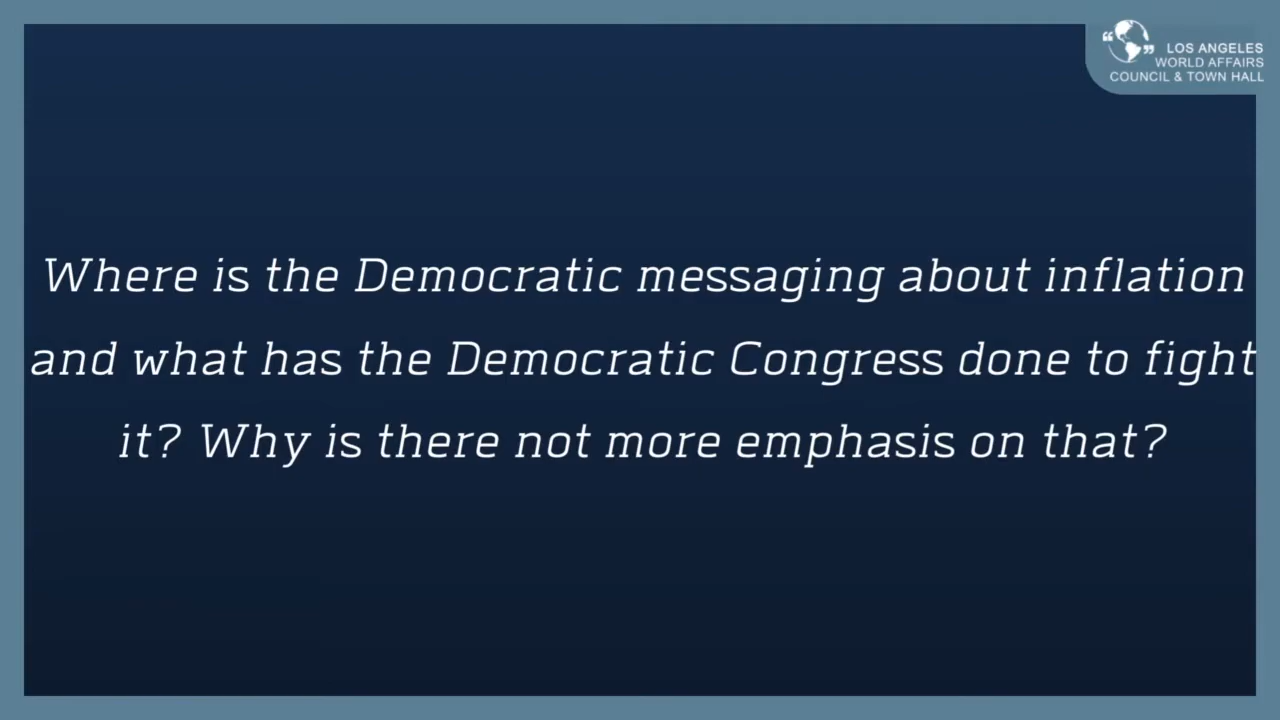 “ ”
LOS ANGELES
WORLD AFFAIRS
COUNCIL & TOWN HALL
Where is the Democratic messaging about inflation
and what has the Democratic Congress done to fight
it? Why is there not more emphasis on that?